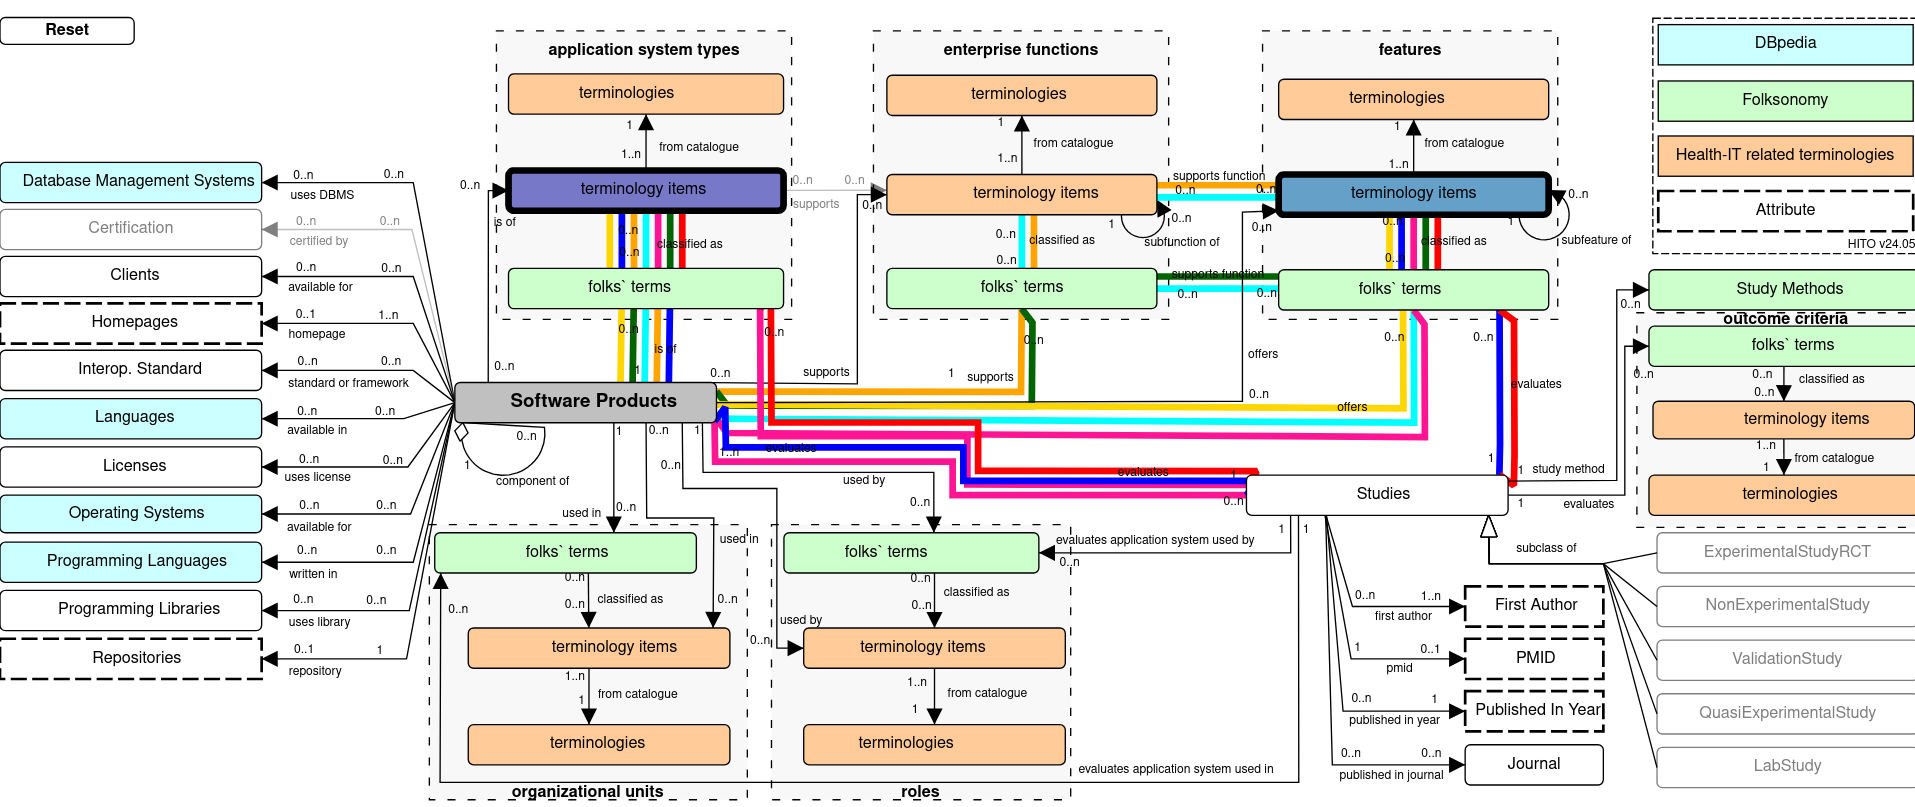 Reset
application system types
enterprise functions
features
DBpedia
Folksonomy
Health-IT related terminologies
Attribute
HITO v24.05
terminologies
terminologies
terminologies
1
from catalogue
1..n
1
from catalogue
1..n
1
from catalogue
1..n
terminology items
0..n
0..n
supports
terminology items
supports function
0..n
0..n
terminology items
0..n
0..n
is of
0..n
0..n
classified as
0..n
0..n
classified as
0..n
1
0..n
subfunction of
0..n
0..n
classified as
0..n
1
subfeature of
folks` terms
folks` terms
supports function
0..n
0..n
folks` terms
Database Management Systems
0..n
0..n
uses DBMS
Certification
0..n
0..n
certified by
Clients
0..n
0..n
available for
Homepages
0..1
1..n
homepage
Interop. Standard
0..n
0..n
standard or framework
Languages
0..n
0..n
available in
Licenses
0..n
0..n
uses license
Operating Systems
0..n
0..n
available for
Programming Languages
0..n
0..n
written in
Programming Libraries
0..n
0..n
uses library
Repositories
0..1
1
repository
0..n
is of
1
0..n
0..n
0..n
supports
1
supports
0..n
offers
0..n
offers
0..n
0..n
evaluates
1
1
Software Products
0..n
1
component of
1
0..n
1
0..n
1..n
evaluates
evaluates
1
0..n
used by
0..n
used in
0..n
used in
Studies
study method
1
evaluates
Study Methods
0..n
outcome criteria
folks` terms
0..n
0..n
classified as
0..n
terminology items
1..n
from catalogue
1
terminologies
folks` terms
0..n
classified as
0..n
0..n
0..n
terminology items
1..n
from catalogue
1
terminologies
organizational units
folks` terms
0..n
classified as
0..n
used by
0..n
terminology items
1..n
from catalogue
1
terminologies
roles
evaluates application system used by
0..n
1
1
evaluates application system used in
subclass of
ExperimentalStudyRCT
NonExperimentalStudy
ValidationStudy
QuasiExperimentalStudy
LabStudy
0..n
1..n
first author
First Author
1
0..1
pmid
PMID
0..n
1
published in year
Published In Year
0..n
0..n
published in journal
Journal